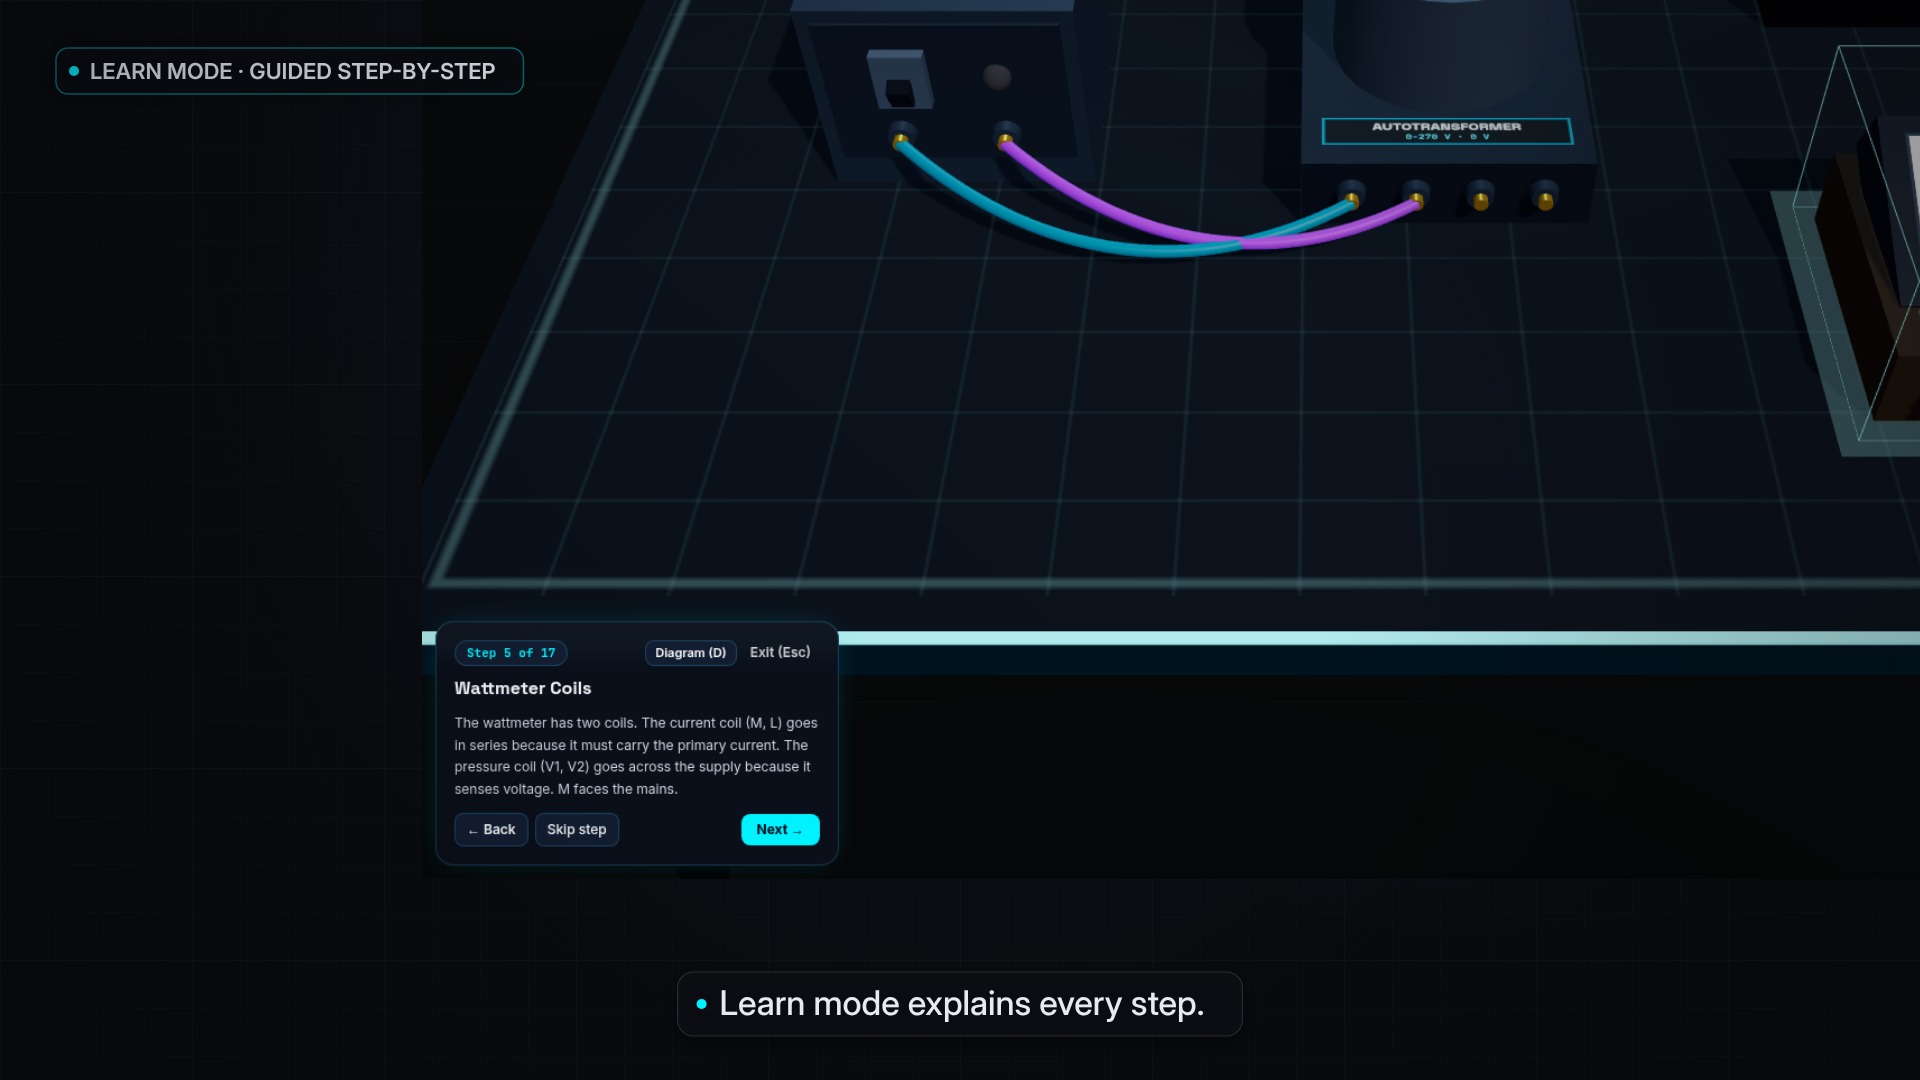 LEARN MODE · GUIDED STEP-BY-STEP
AUTOTRANSFORMER
0-270 V · 0 V
Step 5 of 17
Diagram (D)
Exit (Esc)
Wattmeter Coils
The wattmeter has two coils. The current coil (M, L) goes
in series because it must carry the primary current. The
pressure coil (V1, V2) goes across the supply because it
senses voltage. M faces the mains.
← Back
Skip step
Next →
Learn mode explains every step.